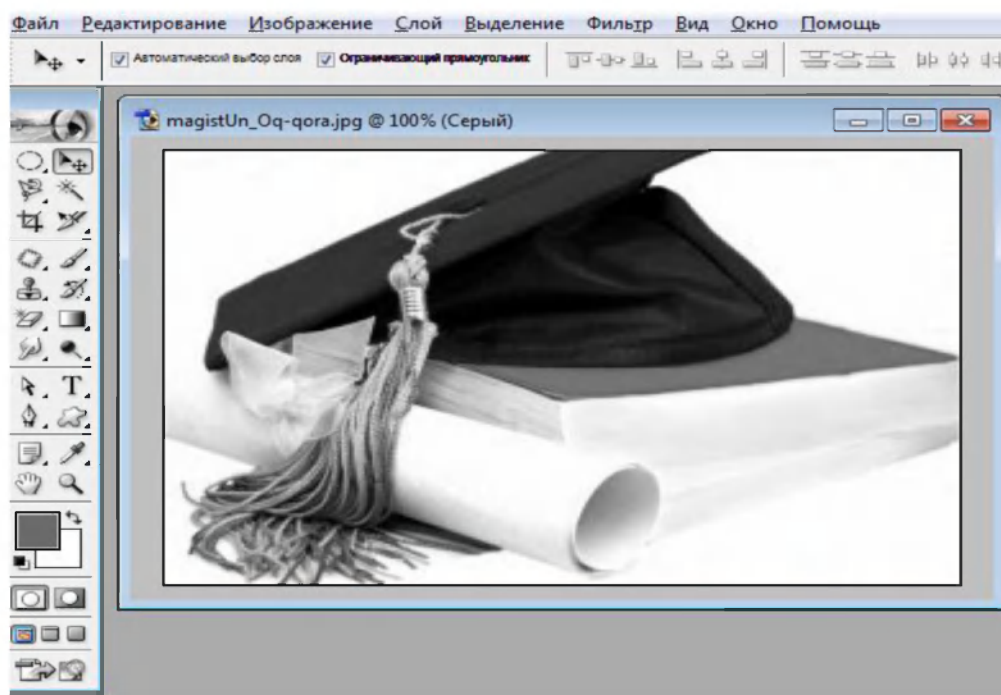 Файл Редактирование Изображение Слой Выделение Фильтр Вид Окно Помощь
Автоматический выбор слоя Ограничивающий прямоугольник
magistUn_Oq-qora.jpg @ 100% (Серый)